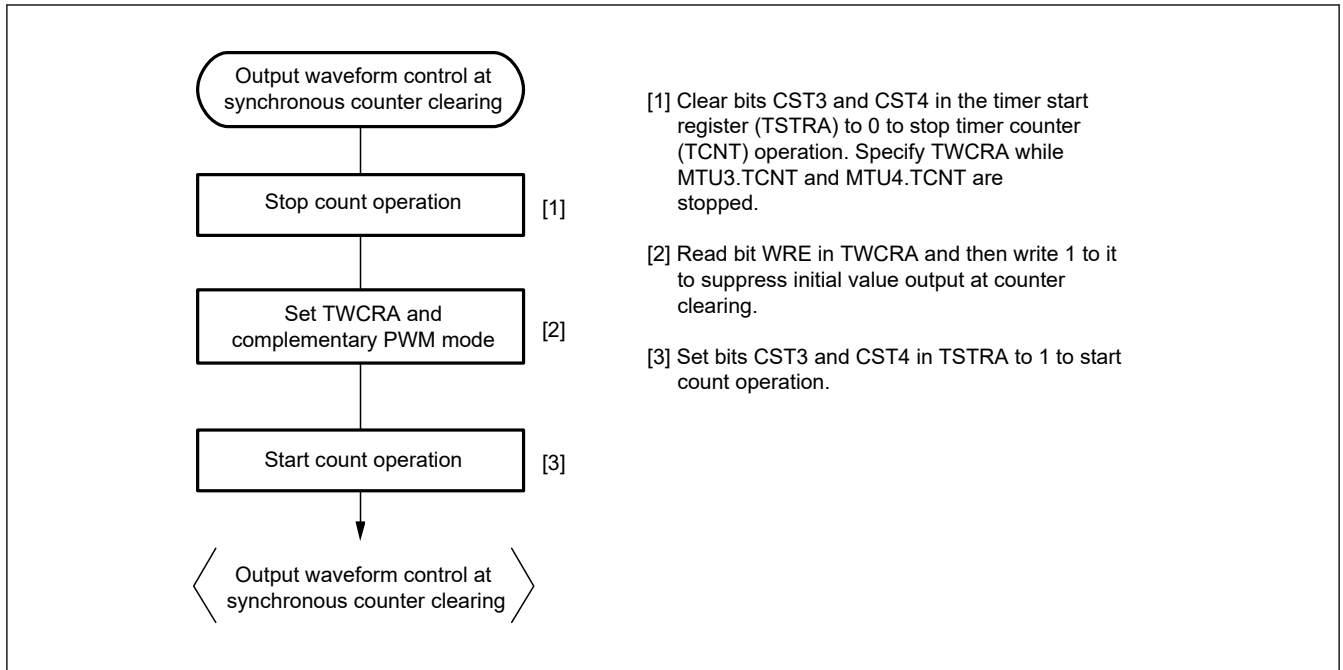 Output waveform control at
synchronous counter clearing
Stop count operation
[1]
Set TWCRA and
complementary PWM mode
[2]
Start count operation
[3]
Output waveform control at
synchronous counter clearing
[1] Clear bits CST3 and CST4 in the timer start
register (TSTRA) to 0 to stop timer counter
(TCNT) operation. Specify TWCRA while
MTU3.TCNT and MTU4.TCNT are
stopped.
[2] Read bit WRE in TWCRA and then write 1 to it
to suppress initial value output at counter
clearing.
[3] Set bits CST3 and CST4 in TSTRA to 1 to start
count operation.